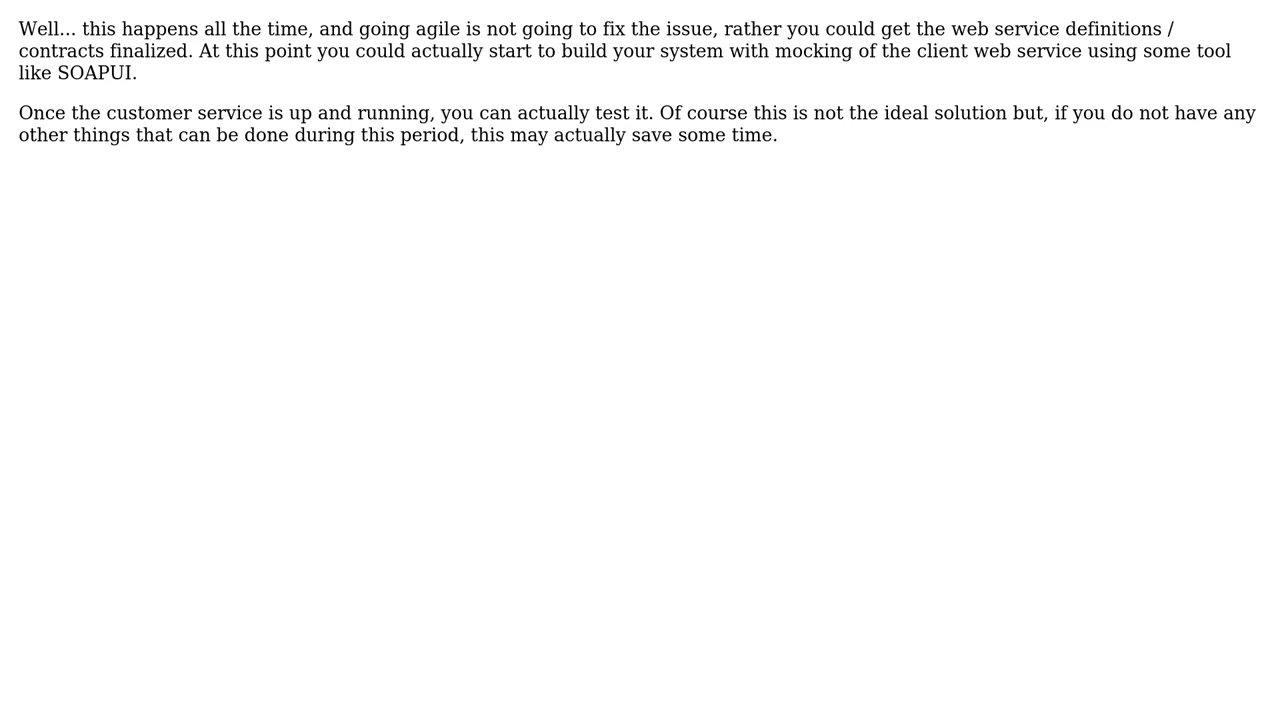 Well... this happens all the time, and going agile is not going to fix the issue, rather you could get the web service definitions /
contracts finalized. At this point you could actually start to build your system with mocking of the client web service using some tool
like SOAPUI.
Once the customer service is up and running, you can actually test it. Of course this is not the ideal solution but, if you do not have any
other things that can be done during this period, this may actually save some time.